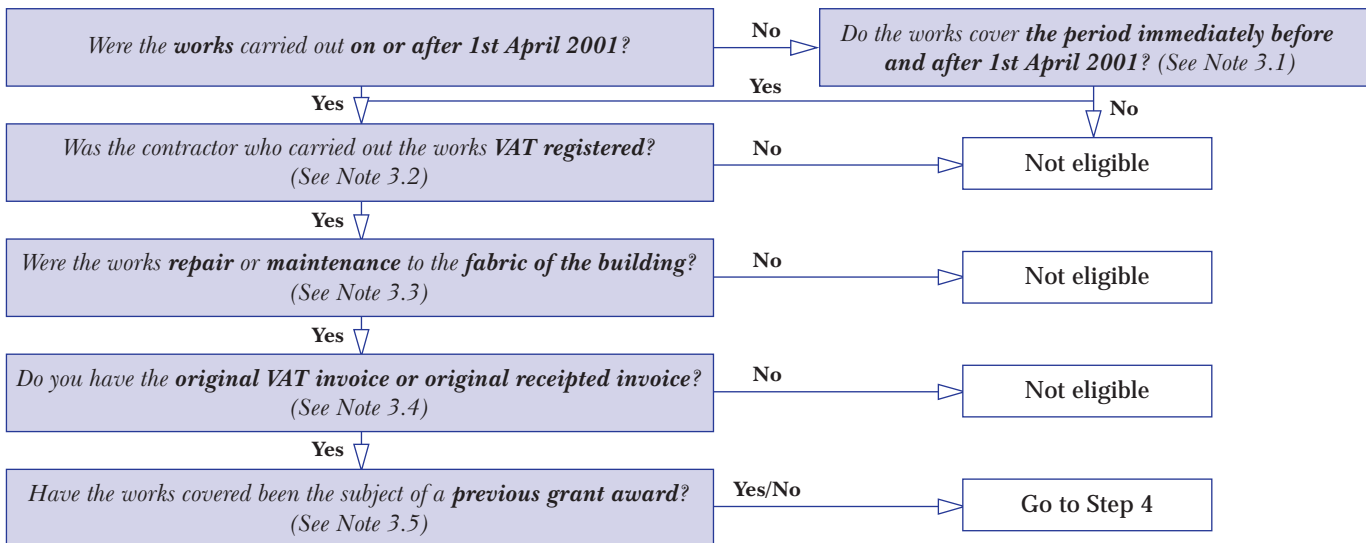 Were the works carried out on or after 1st April 2001?
No
Do the works cover the period immediately before
and after 1st April 2001? (See Note 3.1)
Yes
Yes
No
Was the contractor who carried out the works VAT registered?
(See Note 3.2)
No
Not eligible
Yes
Were the works repair or maintenance to the fabric of the building?
(See Note 3.3)
No
Not eligible
Yes
Do you have the original VAT invoice or original receipted invoice?
(See Note 3.4)
No
Not eligible
Yes
Have the works covered been the subject of a previous grant award?
(See Note 3.5)
Yes/No
Go to Step 4